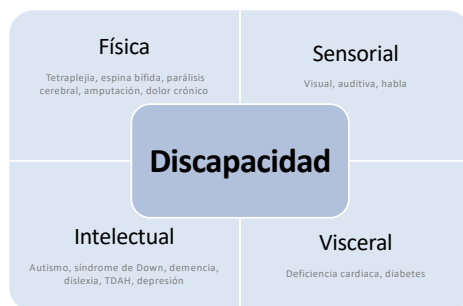 Física
Tetraplejia, espina bífida, parálisis
cerebral, amputación, dolor crónico
Sensorial
Visual, auditiva, habla
Discapacidad
Intelectual
Autismo, síndrome de Down, demencia,
dislexia, TDAH, depresión
Visceral
Deficiencia cardiaca, diabetes